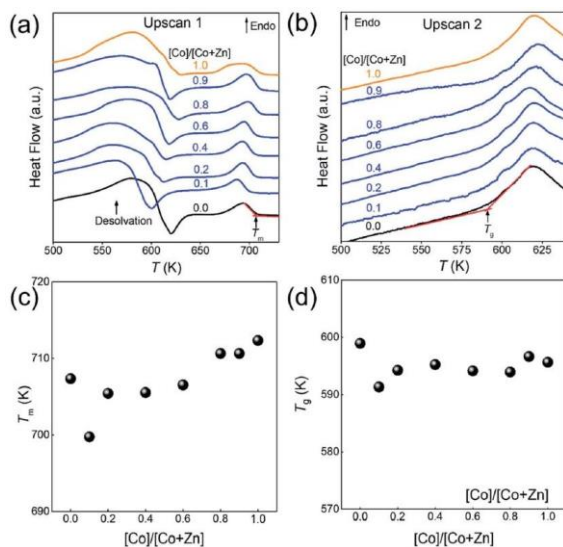 (a)
Upscan 1
Endo
[Co]/[Co+Zn]
1.0
0.9
0.8
0.6
0.4
0.2
0.1
0.0
Desolvation
Tm
Heat Flow (a.u.)
500 550 600 650 700
T (K)
(b)
Endo
Upscan 2
[Co]/[Co+Zn]
1.0
0.9
0.8
0.6
0.4
0.2
0.1
0.0
Tg
Heat Flow (a.u.)
500 525 550 575 600 625
T (K)
(c)
720
710
700
690
Tm (K)
0.0 0.2 0.4 0.6 0.8 1.0
[Co]/[Co+Zn]
(d)
610
600
590
580
570
Tg (K)
[Co]/[Co+Zn]
0.0 0.2 0.4 0.6 0.8 1.0
[Co]/[Co+Zn]